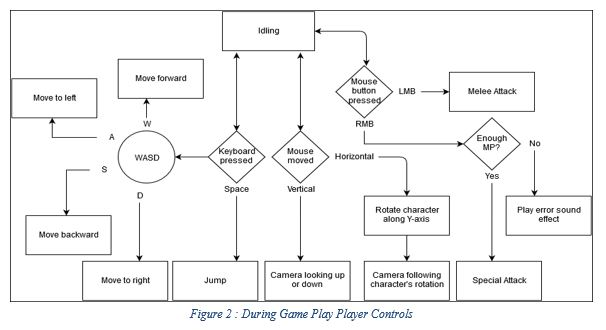 Idling
Move forward
Move to left
Mouse
button
pressed
LMB
Melee Attack
W
RMB
A
WASD
Keyboard
pressed
Mouse
moved
Horizontal
Enough
MP?
No
S
Space
Vertical
Yes
D
Rotate character
along Y-axis
Play error sound
effect
Move backward
Move to right
Jump
Camera looking up
or down
Camera following
character's rotation
Special Attack
Figure 2 : During Game Play Player Controls